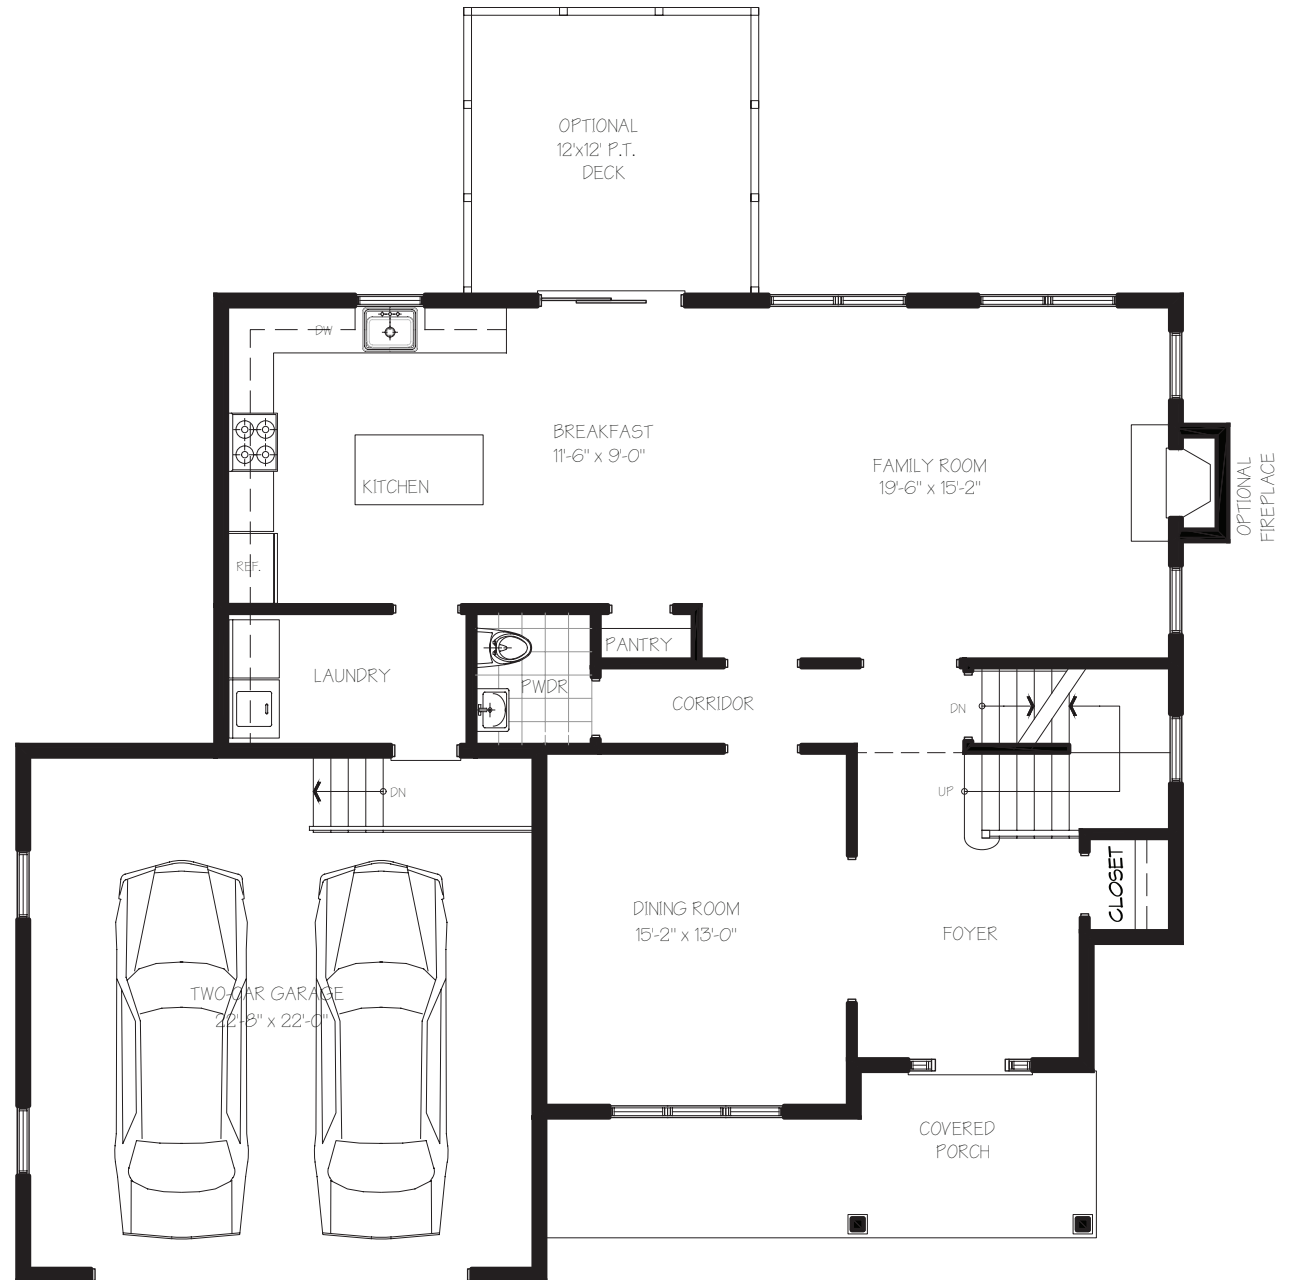 OPTIONAL
12'x12' P.T.
DECK
DW
BREAKFAST
11'-6" x 9'-0"
FAMILY ROOM
19'-6" x 15'-2"
KITCHEN
OPTIONAL
FIREPLACE
REF.
PANTRY
LAUNDRY
PWDR
CORRIDOR
DN
UP
DN
CLOSET
DINING ROOM
15'-2" x 13'-0"
FOYER
TWO-CAR GARAGE
22'-8" x 22'-0"
COVERED
PORCH